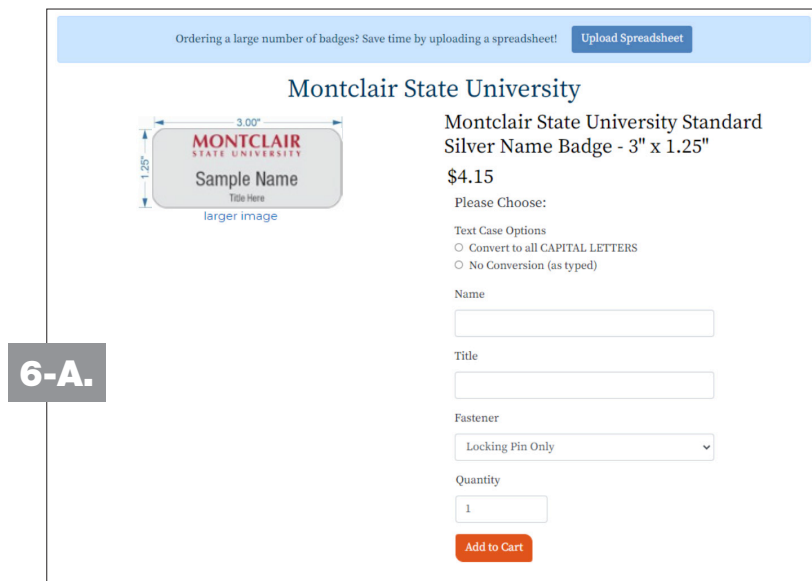 Ordering a large number of badges? Save time by uploading a spreadsheet! Upload Spreadsheet
Montclair State University
3.00"
1.25"
MONTCLAIR
STATE UNIVERSITY
Sample Name
Title Here
larger image
Montclair State University Standard
Silver Name Badge - 3" x 1.25"
$4.15
Please Choose:
Text Case Options
Convert to all CAPITAL LETTERS
No Conversion (as typed)
Name
Title
Fastener
Locking Pin Only
Quantity
1
Add to Cart
6-A.